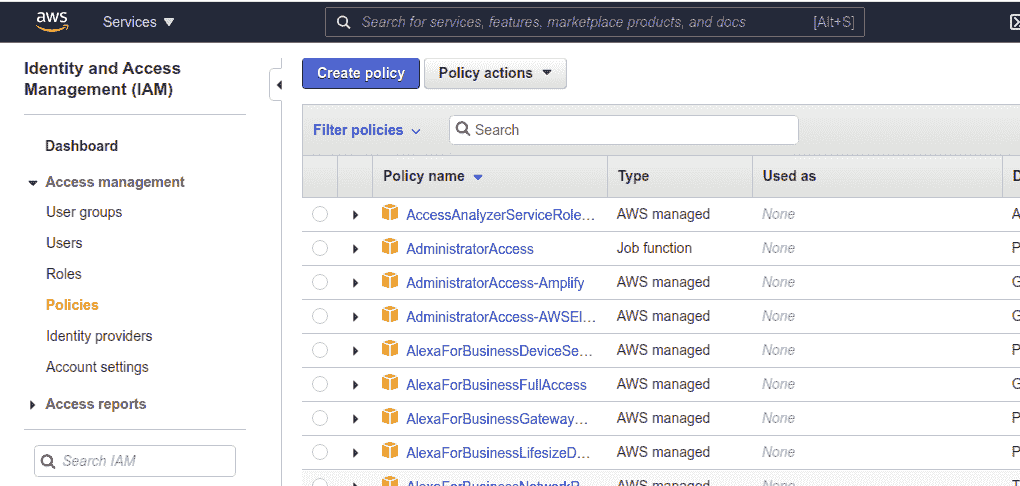 aws Services Search for services, features, marketplace products, and docs [Alt+S]
Identity and Access
Management (IAM)
Dashboard
Access management
User groups
Users
Roles
Policies
Identity providers
Account settings
Access reports
Search IAM
Create policy Policy actions
Filter policies Search
Policy name Type Used as D
AccessAnalyzerServiceRole... AWS managed None A
AdministratorAccess Job function None P
AdministratorAccess-Amplify AWS managed None G
AdministratorAccess-AWSEl... AWS managed None G
AlexaForBusinessDeviceSe... AWS managed None P
AlexaForBusinessFullAccess AWS managed None G
AlexaForBusinessGateway... AWS managed None P
AlexaForBusinessLifesizeD... AWS managed None P
AWS managed None